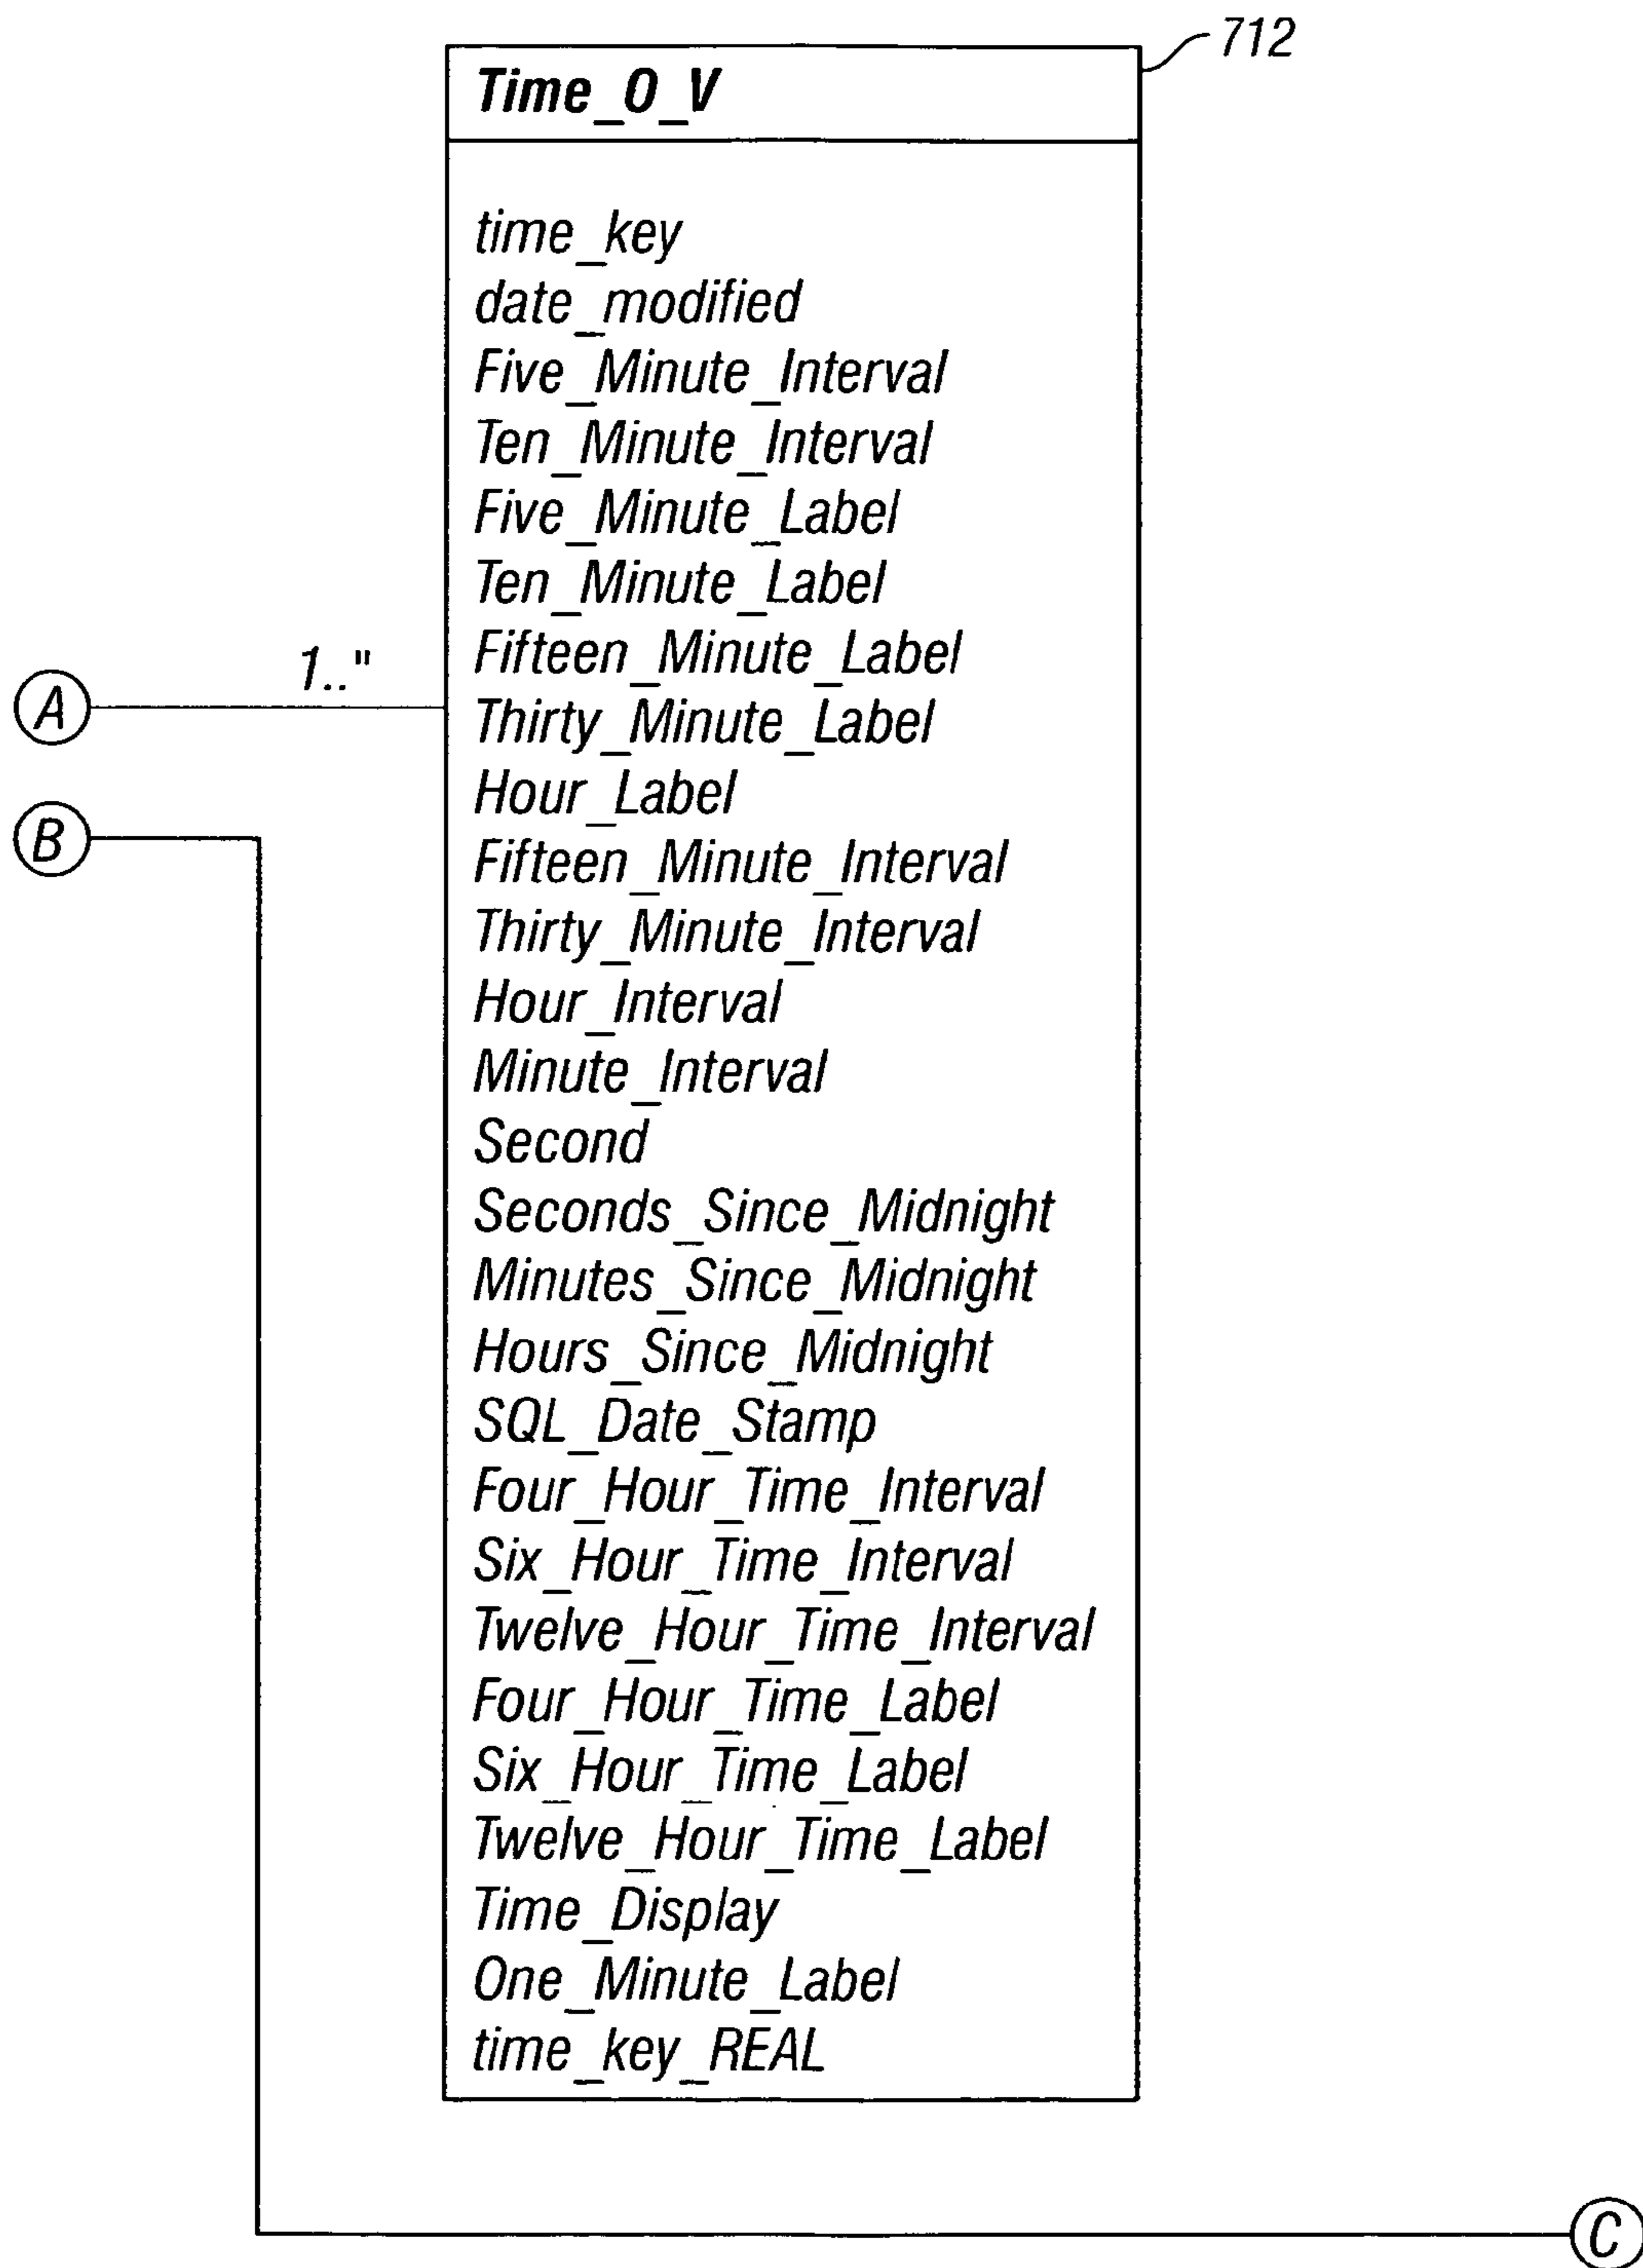 712
Time_O_V
time_key
date_modified
Five_Minute_Interval
Ten_Minute_Interval
Five_Minute_Label
Ten_Minute_Label
Fifteen_Minute_Label
1.."
A
Thirty_Minute_Label
Hour_Label
B
Fifteen_Minute_Interval
Thirty_Minute_Interval
Hour_Interval
Minute_Interval
Second
Seconds_Since_Midnight
Minutes_Since_Midnight
Hours_Since_Midnight
SQL_Date_Stamp
Four_Hour_Time_Interval
Six_Hour_Time_Interval
Twelve_Hour_Time_Interval
Four_Hour_Time_Label
Six_Hour_Time_Label
Twelve_Hour_Time_Label
Time_Display
One_Minute_Label
time_key_REAL
C